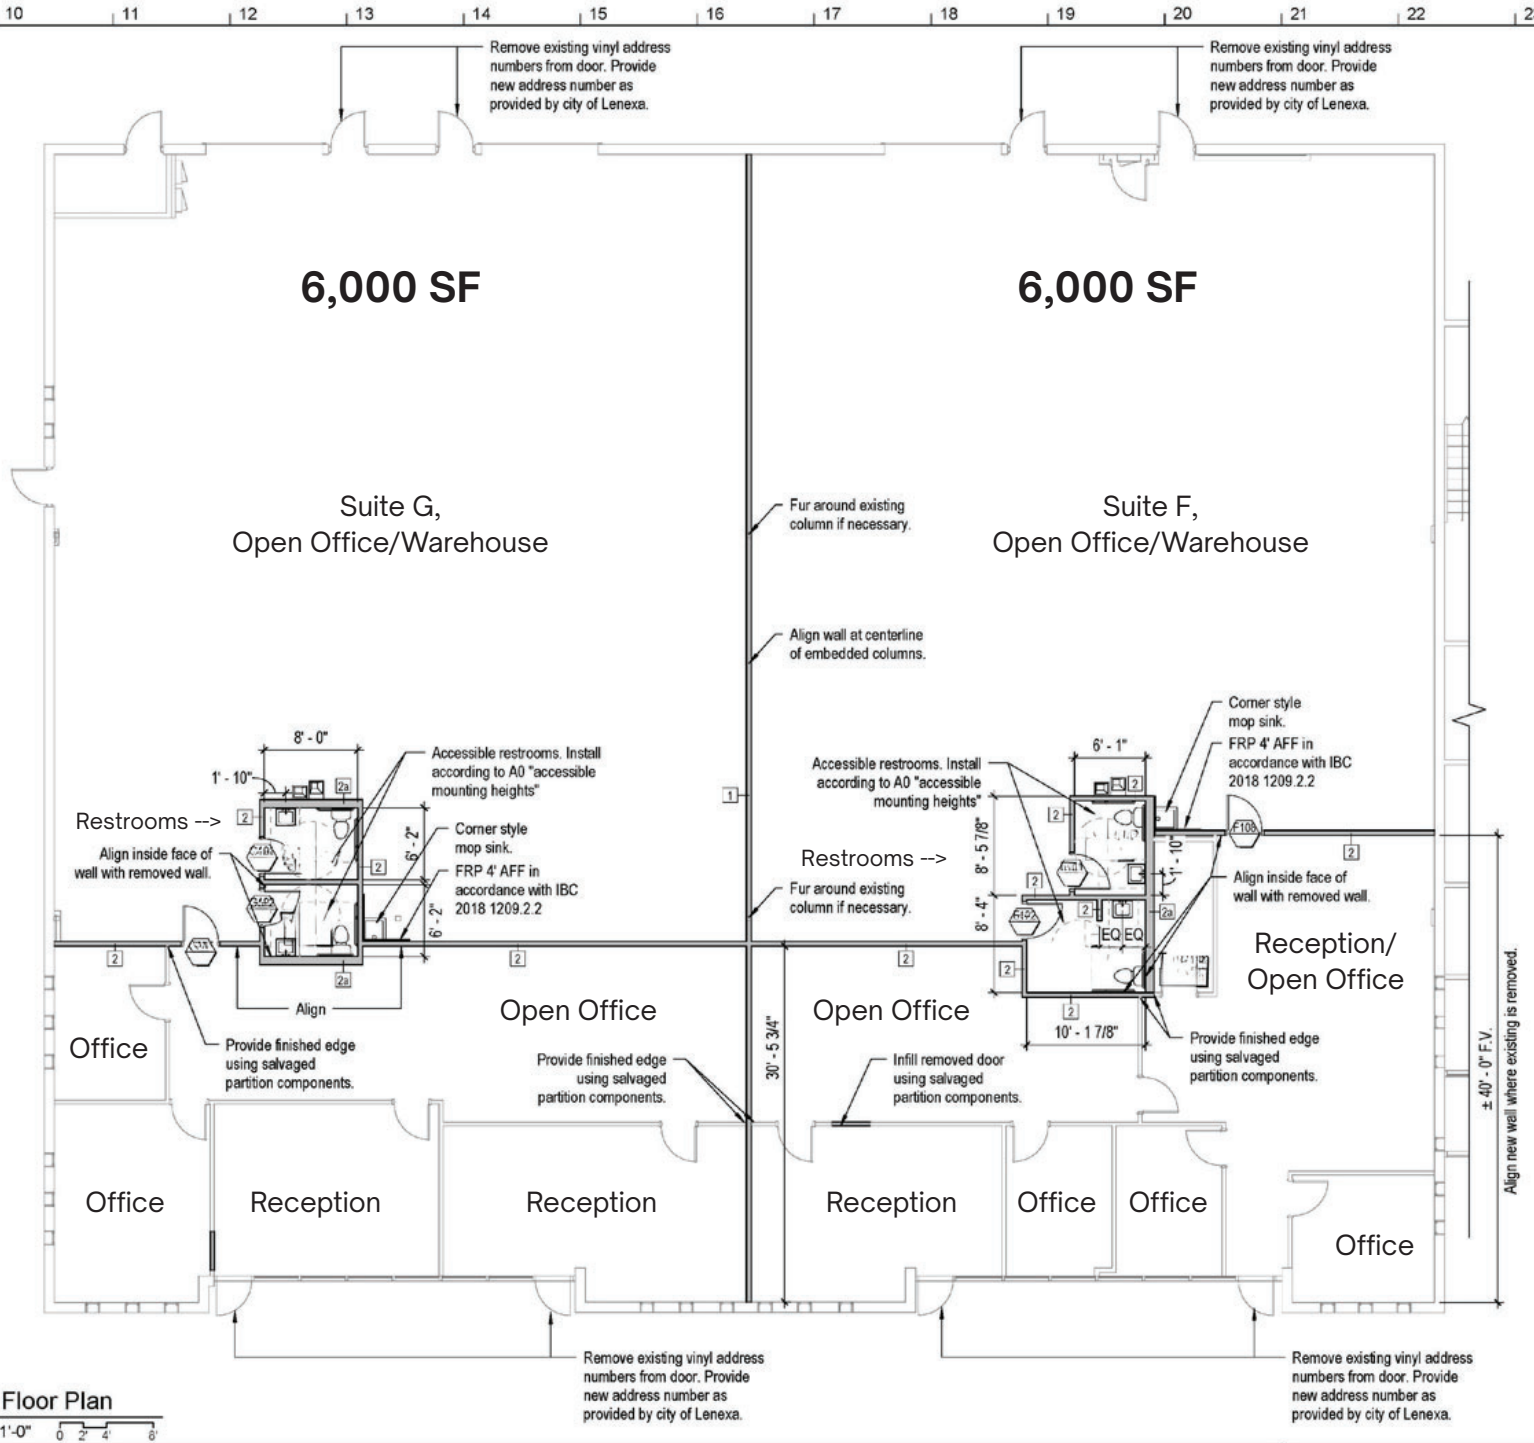 10 11 12 13 14 15 16 17 18 19 20 21 22
Remove existing vinyl address
numbers from door. Provide
new address number as
provided by city of Lenexa.
Remove existing vinyl address
numbers from door. Provide
new address number as
provided by city of Lenexa.
6,000 SF
6,000 SF
Suite G,
Open Office/Warehouse
Fur around existing
column if necessary.
Suite F,
Open Office/Warehouse
Align wall at centerline
of embedded columns.
8' - 0"
1' - 10"
2a
2
Accessible restrooms. Install
according to A0 "accessible
mounting heights"
Restrooms -->
Align inside face of
wall with removed wall.
6' - 2"
2
Corner style
mop sink.
FRP 4' AFF in
accordance with IBC
2018 1209.2.2
6' - 2"
2a
2
2
Align
1
Accessible restrooms. Install
according to A0 "accessible
mounting heights"
Restrooms -->
Fur around existing
column if necessary.
6' - 1"
2
2
8' - 5 7/8"
8' - 4"
Corner style
mop sink.
FRP 4' AFF in
accordance with IBC
2018 1209.2.2
F108
2
1' - 10"
Align inside face of
wall with removed wall.
2
2
2a
EQ EQ
2
2
2
10' - 1 7/8"
Reception/
Open Office
Open Office
Open Office
Office
Provide finished edge
using salvaged
partition components.
Provide finished edge
using salvaged
partition components.
30' - 5 3/4"
Infill removed door
using salvaged
partition components.
Provide finished edge
using salvaged
partition components.
± 40' - 0" F.V.
Align new wall where existing is removed.
Office
Reception
Reception
Reception
Office
Office
Office
Remove existing vinyl address
numbers from door. Provide
new address number as
provided by city of Lenexa.
Remove existing vinyl address
numbers from door. Provide
new address number as
provided by city of Lenexa.
Floor Plan
1'-0"
0 2' 4' 8'